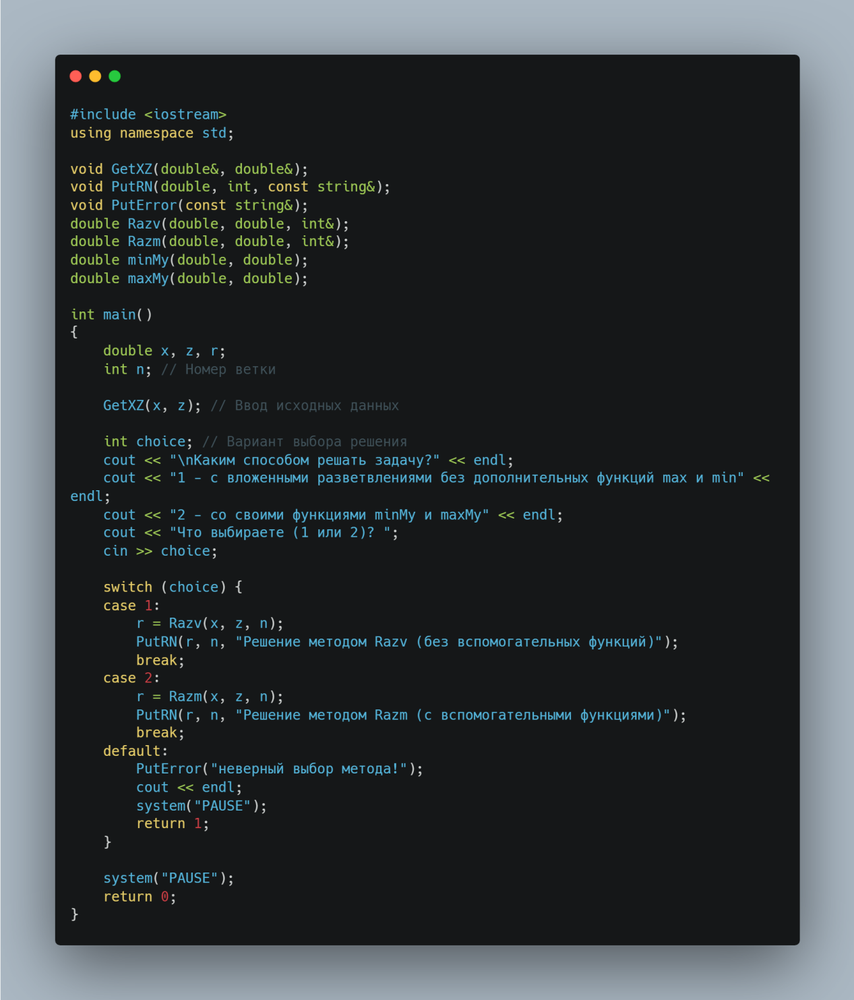 #include <iostream>
using namespace std;

void GetXZ(double&, double&);
void PutRN(double, int, const string&);
void PutError(const string&);
double Razv(double, double, int&);
double Razm(double, double, int&);
double minMy(double, double);
double maxMy(double, double);

int main()
{
    double x, z, r;
    int n; // Номер ветки

    GetXZ(x, z); // Ввод исходных данных

    int choice; // Вариант выбора решения
    cout << "\nКаким способом решать задачу?" << endl;
    cout << "1 - с вложенными разветвлениями без дополнительных функций max и min" <<
endl;
    cout << "2 - со своими функциями minMy и maxMy" << endl;
    cout << "Что выбираете (1 или 2)? ";
    cin >> choice;

    switch (choice) {
    case 1:
        r = Razv(x, z, n);
        PutRN(r, n, "Решение методом Razv (без вспомогательных функций)");
        break;
    case 2:
        r = Razm(x, z, n);
        PutRN(r, n, "Решение методом Razm (с вспомогательными функциями)");
        break;
    default:
        PutError("неверный выбор метода!");
        cout << endl;
        system("PAUSE");
        return 1;
    }

    system("PAUSE");
    return 0;
}